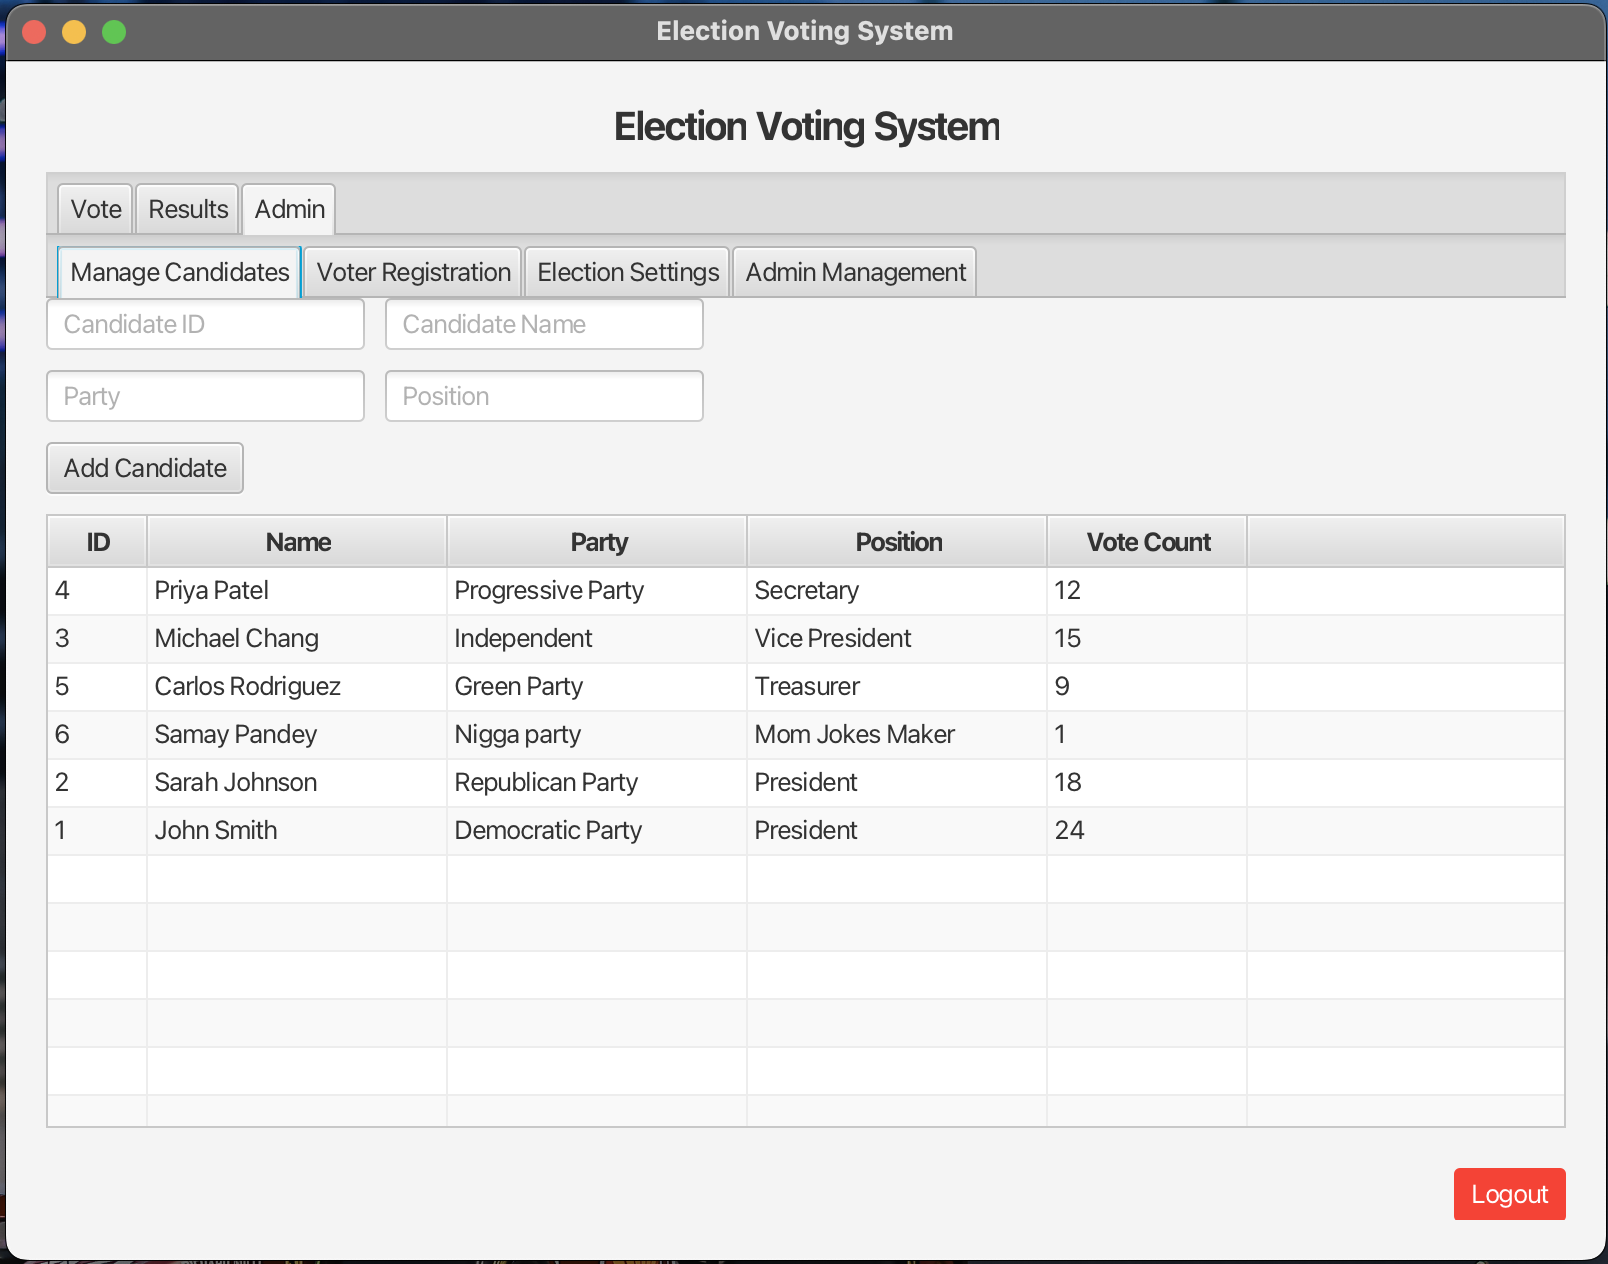 Election Voting System
Election Voting System
Vote Results Admin
Manage Candidates Voter Registration Election Settings Admin Management
Candidate ID Candidate Name
Party Position
Add Candidate
ID Name Party Position Vote Count
4 Priya Patel Progressive Party Secretary 12
3 Michael Chang Independent Vice President 15
5 Carlos Rodriguez Green Party Treasurer 9
6 Samay Pandey Nigga party Mom Jokes Maker 1
2 Sarah Johnson Republican Party President 18
1 John Smith Democratic Party President 24
Logout